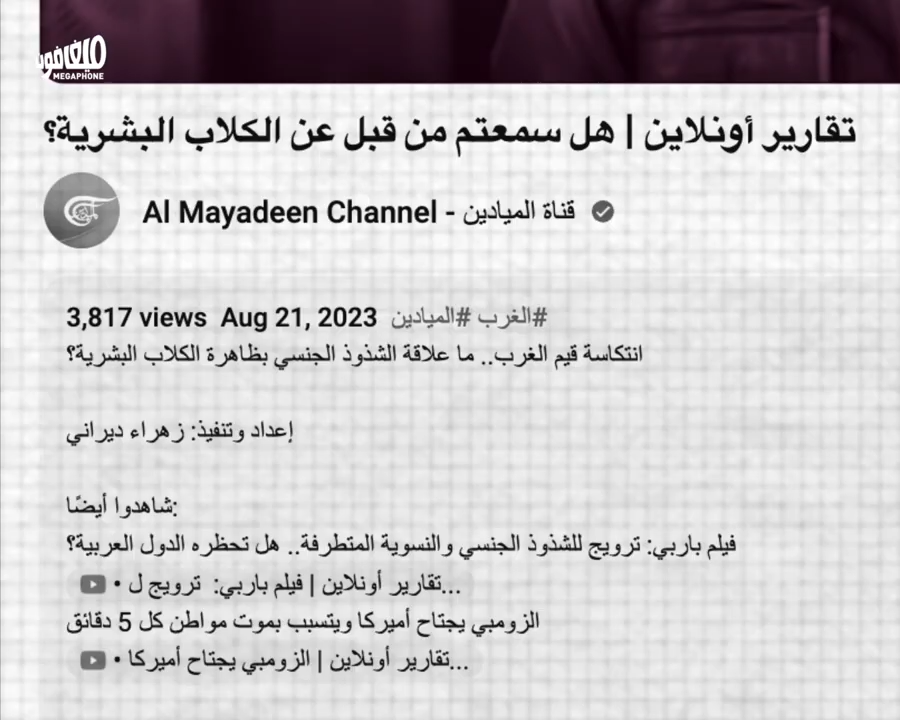 ميغافون
MEGAPHONE
تقارير أونلاين | هل سمعتم من قبل عن الكلاب البشرية؟
Al Mayadeen Channel - قناة الميادين
3,817 views Aug 21, 2023 #الغرب #الميادين
انتكاسة قيم الغرب.. ما علاقة الشذوذ الجنسي بظاهرة الكلاب البشرية؟
إعداد وتنفيذ: زهراء ديراني
شاهدوا أيضًا:
فيلم باربي: ترويج للشذوذ الجنسي والنسوية المتطرفة.. هل تحظره الدول العربية؟
• تقارير أونلاين | فيلم باربي: ترويج ل...
الزومبي يجتاح أميركا ويتسبب بموت مواطن كل 5 دقائق
• تقارير أونلاين | الزومبي يجتاح أميركا...